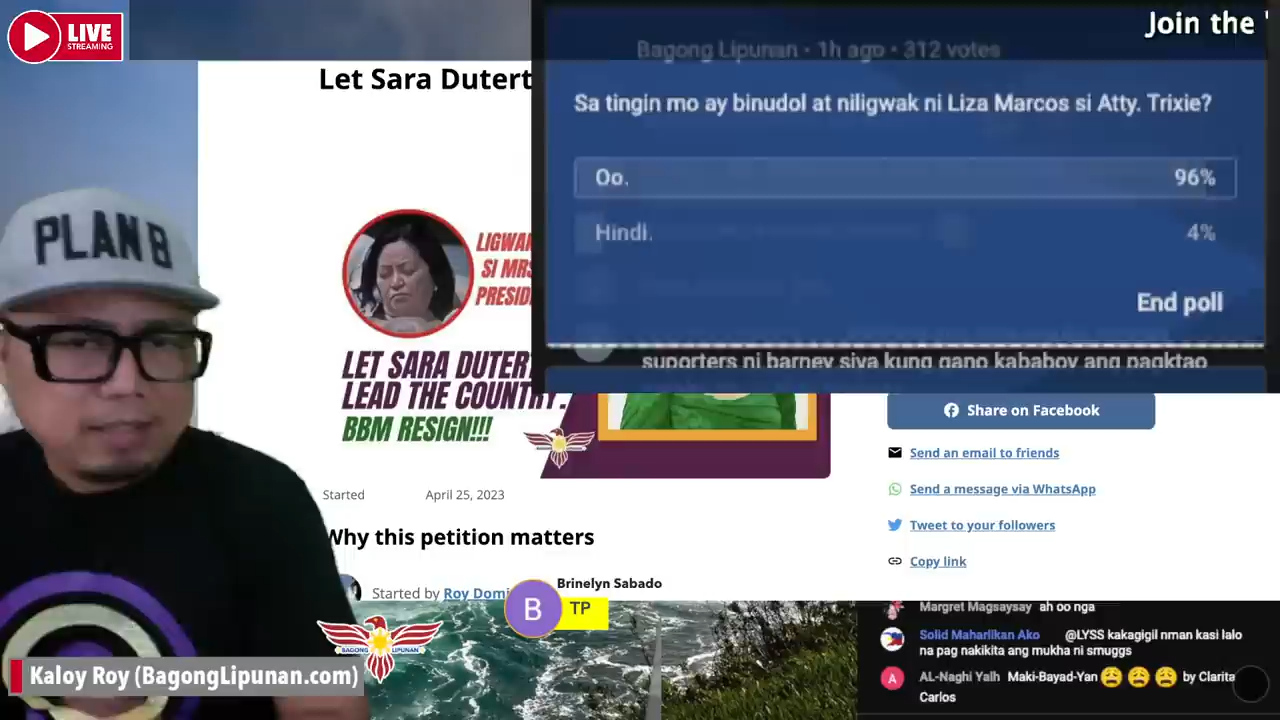 LIVE
STREAMING
Join the
Let Sara Dutert
Bagong Lipunan • 1h ago • 312 votes
Sa tingin mo ay binudol at niligwak ni Liza Marcos si Atty. Trixie?
Oo. 96%
Hindi. 4%
End poll
suporters ni barney siya kung gano kababoy ang pagktao
PLAN B
LIGWA
SI MRS
PRESID
LET SARA DUTER
LEAD THE COUNTRY.
BBM RESIGN!!!
Share on Facebook
Send an email to friends
Send a message via WhatsApp
Tweet to your followers
Copy link
Started April 25, 2023
Why this petition matters
Started by Roy Domi
Brinelyn Sabado
B
TP
BAGONG LIPUNAN
Kaloy Roy (BagongLipunan.com)
Margret Magsaysay ah oo nga
Solid Maharlikan Ako @LYSS kakagigil nman kasi lalo
na pag nakikita ang mukha ni smuggs
A
AL-Naghi Yalh Maki-Bayad-Yan 😩 😩 😩 by Clarita
Carlos